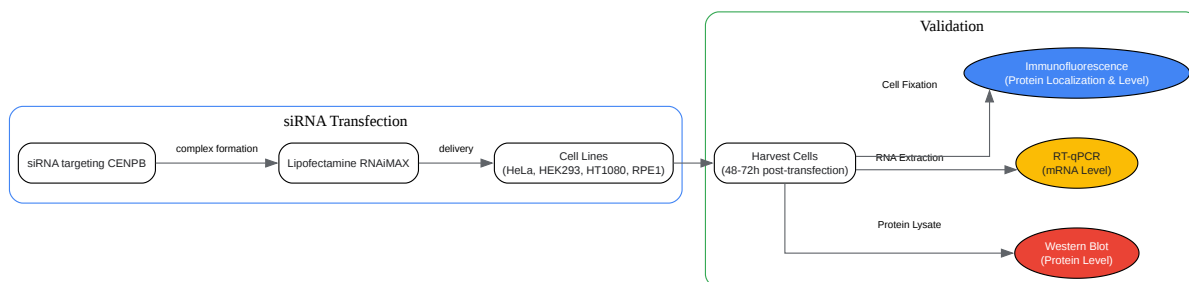 siRNA Transfection
siRNA targeting CENPB
complex formation
Lipofectamine RNAiMAX
delivery
Cell Lines
(HeLa, HEK293, HT1080, RPE1)
Validation
Harvest Cells
(48-72h post-transfection)
Cell Fixation
Immunofluorescence
(Protein Localization & Level)
RNA Extraction
RT-qPCR
(mRNA Level)
Protein Lysate
Western Blot
(Protein Level)